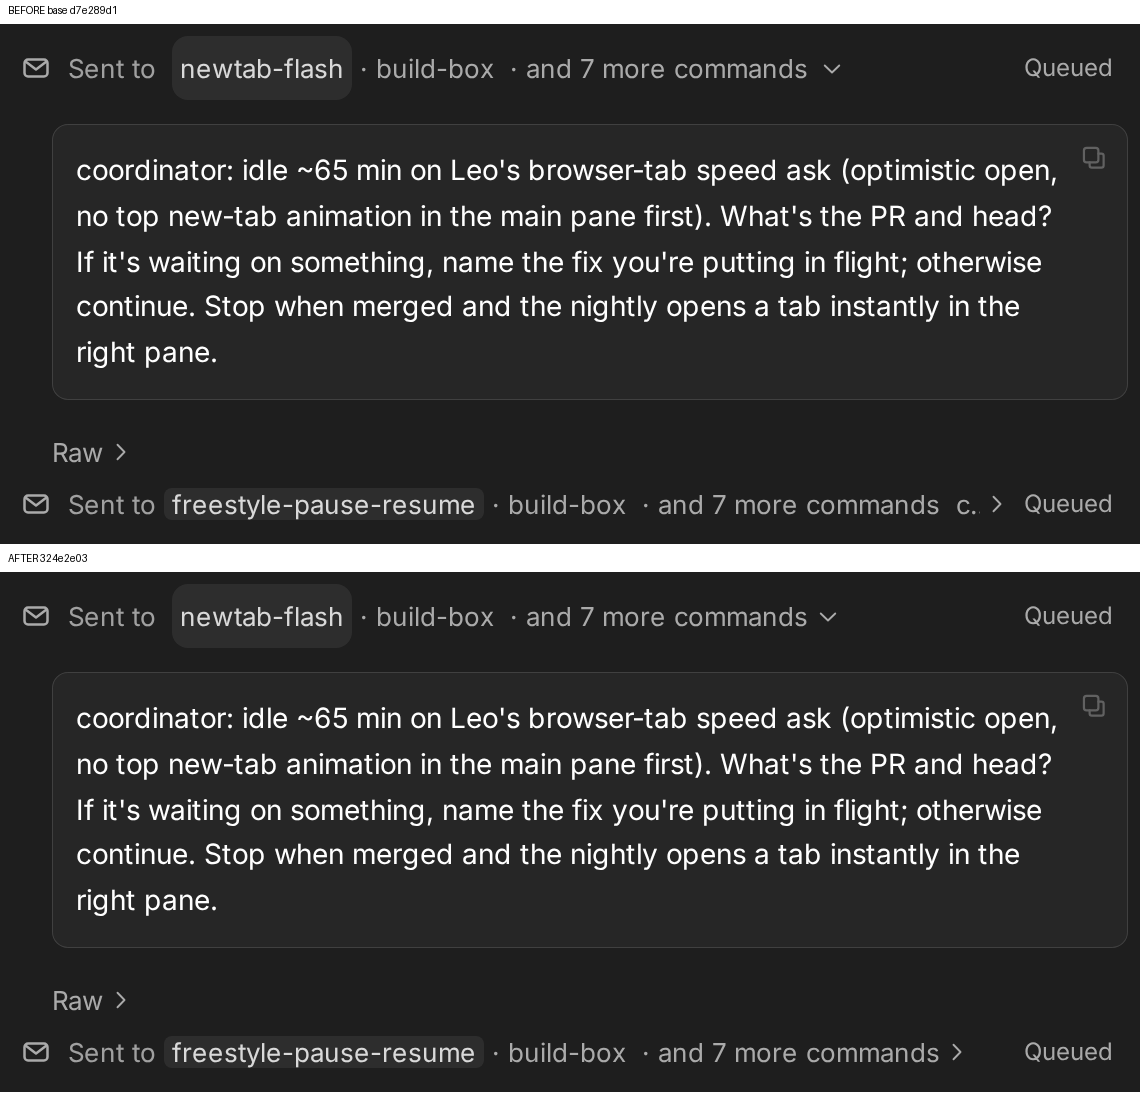 BEFORE base d7e289d1
Sent to newtab-flash · build-box · and 7 more commands Queued
coordinator: idle ~65 min on Leo's browser-tab speed ask (optimistic open,
no top new-tab animation in the main pane first). What's the PR and head?
If it's waiting on something, name the fix you're putting in flight; otherwise
continue. Stop when merged and the nightly opens a tab instantly in the
right pane.
Raw
Sent to freestyle-pause-resume · build-box · and 7 more commands c. Queued
AFTER 324e2e03
Sent to newtab-flash · build-box · and 7 more commands Queued
coordinator: idle ~65 min on Leo's browser-tab speed ask (optimistic open,
no top new-tab animation in the main pane first). What's the PR and head?
If it's waiting on something, name the fix you're putting in flight; otherwise
continue. Stop when merged and the nightly opens a tab instantly in the
right pane.
Raw
Sent to freestyle-pause-resume · build-box · and 7 more commands Queued